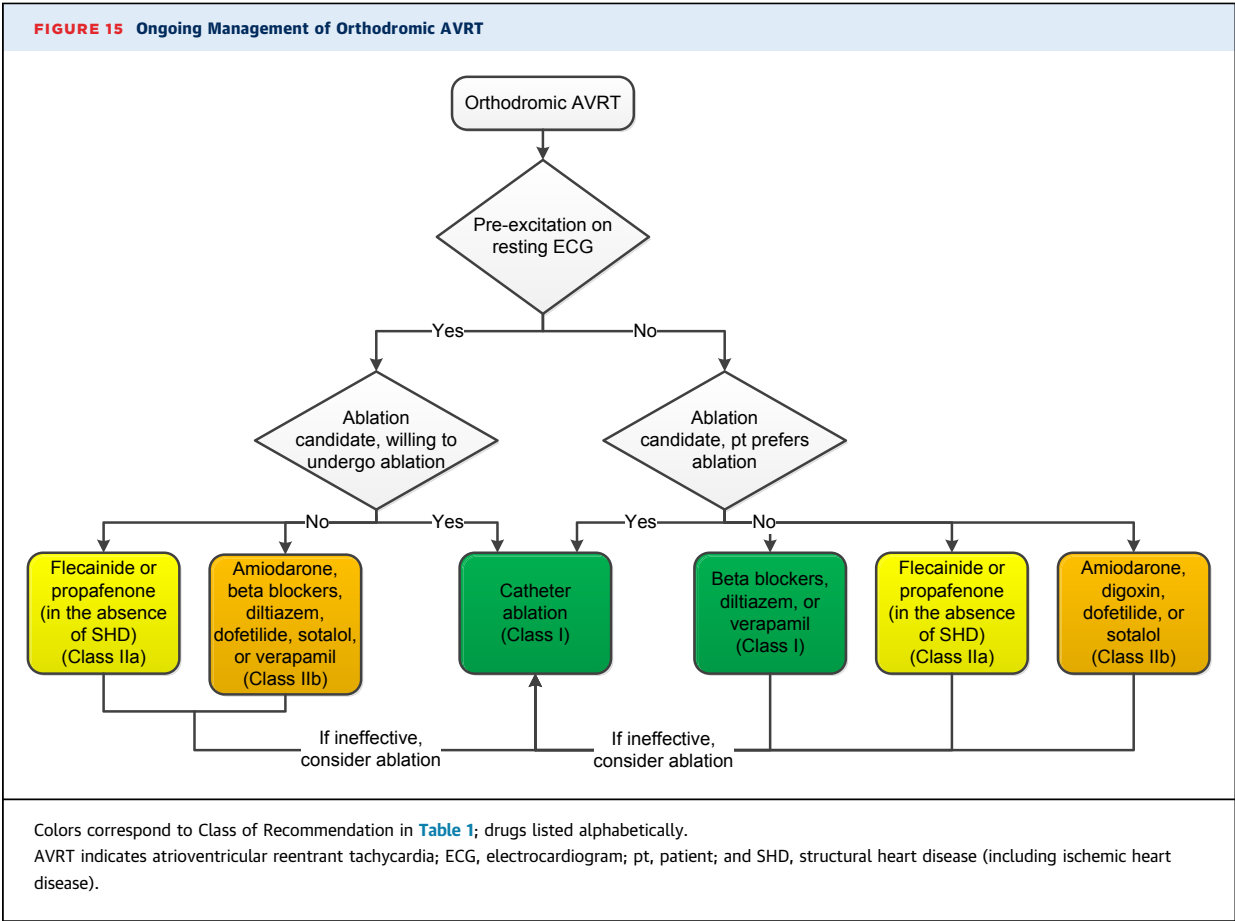 FIGURE 15 Ongoing Management of Orthodromic AVRT
Orthodromic AVRT
Pre-excitation on
resting ECG
Yes
No
Ablation
candidate, willing to
undergo ablation
Ablation
candidate, pt prefers
ablation
No
Yes
Yes
No
Flecainide or
propafenone
(in the absence
of SHD)
(Class IIa)
Amiodarone,
beta blockers,
diltiazem,
dofetilide, sotalol,
or verapamil
(Class IIb)
Catheter
ablation
(Class I)
Beta blockers,
diltiazem, or
verapamil
(Class I)
Flecainide or
propafenone
(in the absence
of SHD)
(Class IIa)
Amiodarone,
digoxin,
dofetilide, or
sotalol
(Class IIb)
If ineffective,
consider ablation
If ineffective,
consider ablation
Colors correspond to Class of Recommendation in Table 1; drugs listed alphabetically.
AVRT indicates atrioventricular reentrant tachycardia; ECG, electrocardiogram; pt, patient; and SHD, structural heart disease (including ischemic heart
disease).